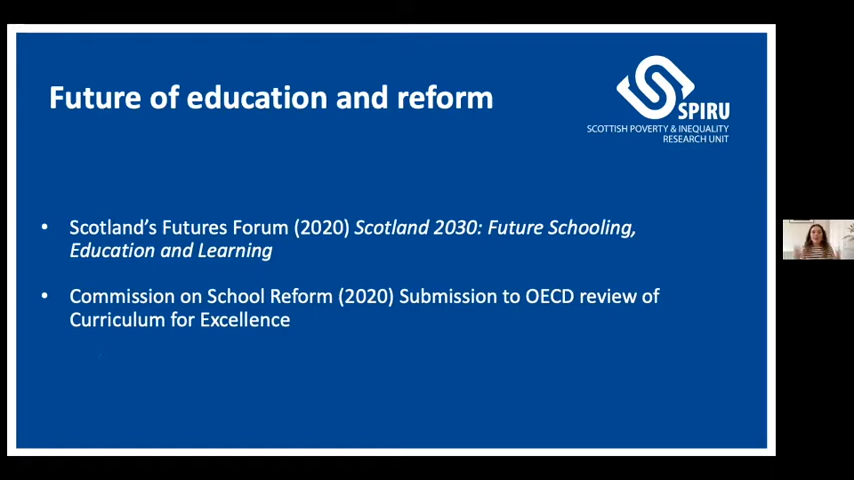 Future of education and reform
SPIRU
SCOTTISH POVERTY & INEQUALITY
RESEARCH UNIT
• Scotland's Futures Forum (2020) Scotland 2030: Future Schooling,
Education and Learning
• Commission on School Reform (2020) Submission to OECD review of
Curriculum for Excellence